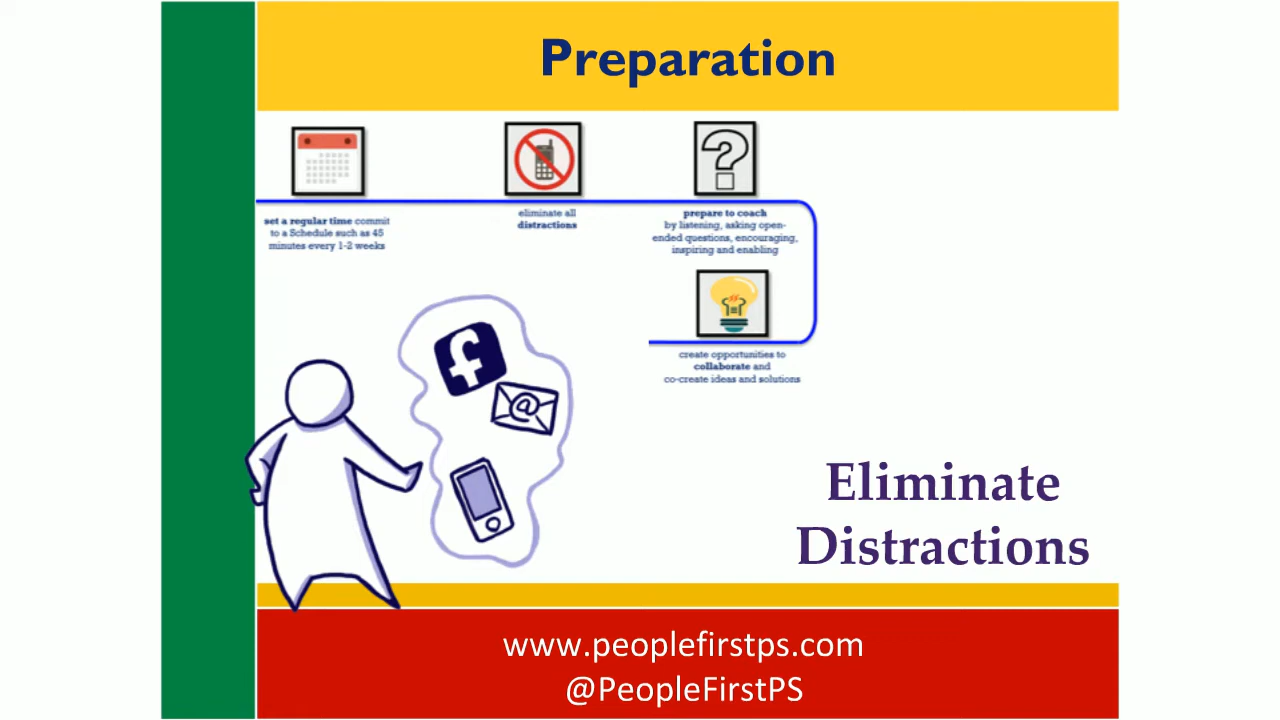 Preparation
set a regular time commit
to a Schedule such as 45
minutes every 1-2 weeks
eliminate all
distractions
prepare to coach
by listening, asking open-
ended questions, encouraging,
inspiring and enabling
create opportunities to
collaborate and
co-create ideas and solutions
Eliminate
Distractions
www.peoplefirstps.com
@PeopleFirstPS